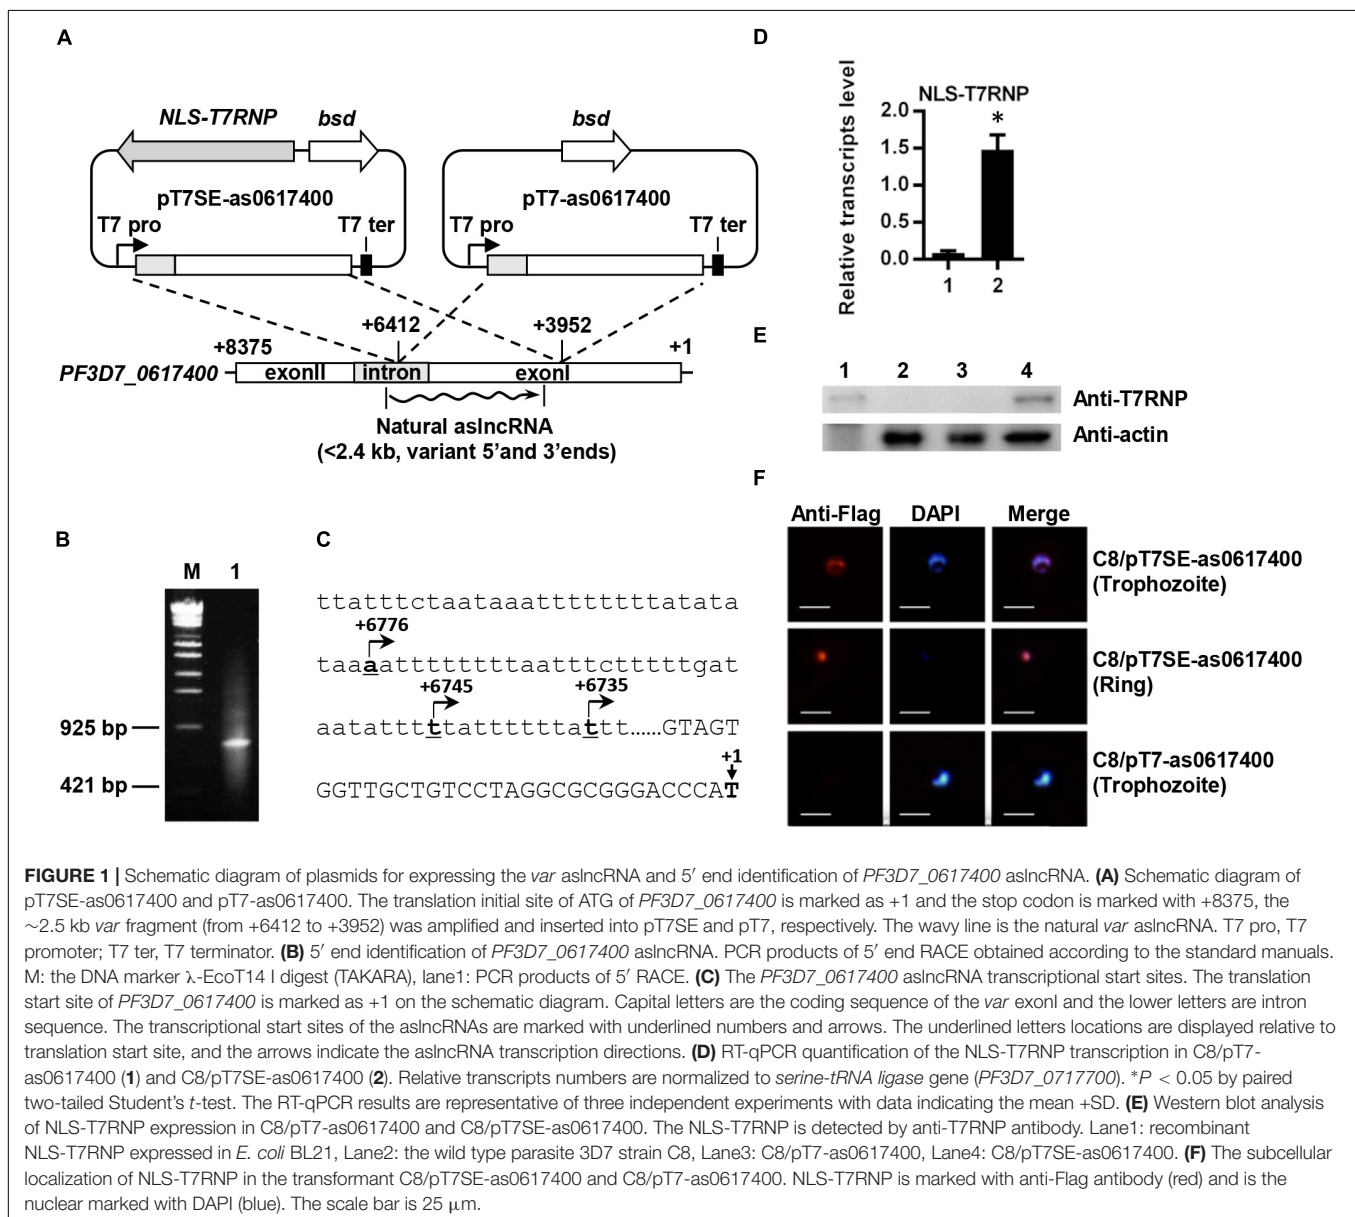 A
NLS-T7RNP
bsd
pT7SE-as0617400
T7 pro
T7 ter
bsd
pT7-as0617400
T7 pro
T7 ter
+6412
+3952
+8375
+1
PF3D7_0617400
exonII
intron
exonI
Natural aslncRNA
(<2.4 kb, variant 5'and 3'ends)
B
M 1
925 bp
421 bp
C
ttatttctaataaatttttttttatata
+6776
taaaatttttttttaatttctttttgat
+6745
+6735
aatattttttatttttttattt......GTAGT
+1
GGTTGCTGTCCTAGGCGCGGGACCCAT
D
Relative transcripts level
NLS-T7RNP
2.0
*
1.5
1.0
0.5
0.0
1 2
E
1 2 3 4
Anti-T7RNP
Anti-actin
F
Anti-Flag DAPI Merge
C8/pT7SE-as0617400
(Trophozoite)
C8/pT7SE-as0617400
(Ring)
C8/pT7-as0617400
(Trophozoite)
FIGURE 1 | Schematic diagram of plasmids for expressing the var aslncRNA and 5′ end identification of PF3D7_0617400 aslncRNA. (A) Schematic diagram of
pT7SE-as0617400 and pT7-as0617400. The translation initial site of ATG of PF3D7_0617400 is marked as +1 and the stop codon is marked with +8375, the
∼2.5 kb var fragment (from +6412 to +3952) was amplified and inserted into pT7SE and pT7, respectively. The wavy line is the natural var aslncRNA. T7 pro, T7
promoter; T7 ter, T7 terminator. (B) 5′ end identification of PF3D7_0617400 aslncRNA. PCR products of 5′ end RACE obtained according to the standard manuals.
M: the DNA marker λ-EcoT14 I digest (TAKARA), lane1: PCR products of 5′ RACE. (C) The PF3D7_0617400 aslncRNA transcriptional start sites. The translation
start site of PF3D7_0617400 is marked as +1 on the schematic diagram. Capital letters are the coding sequence of the var exonI and the lower letters are intron
sequence. The transcriptional start sites of the aslncRNAs are marked with underlined numbers and arrows. The underlined letters locations are displayed relative to
translation start site, and the arrows indicate the aslncRNA transcription directions. (D) RT-qPCR quantification of the NLS-T7RNP transcription in C8/pT7-
as0617400 (1) and C8/pT7SE-as0617400 (2). Relative transcripts numbers are normalized to serine-tRNA ligase gene (PF3D7_0717700). *P < 0.05 by paired
two-tailed Student's t-test. The RT-qPCR results are representative of three independent experiments with data indicating the mean +SD. (E) Western blot analysis
of NLS-T7RNP expression in C8/pT7-as0617400 and C8/pT7SE-as0617400. The NLS-T7RNP is detected by anti-T7RNP antibody. Lane1: recombinant
NLS-T7RNP expressed in E. coli BL21, Lane2: the wild type parasite 3D7 strain C8, Lane3: C8/pT7-as0617400, Lane4: C8/pT7SE-as0617400. (F) The subcellular
localization of NLS-T7RNP in the transformant C8/pT7SE-as0617400 and C8/pT7-as0617400. NLS-T7RNP is marked with anti-Flag antibody (red) and is the
nuclear marked with DAPI (blue). The scale bar is 25 μm.